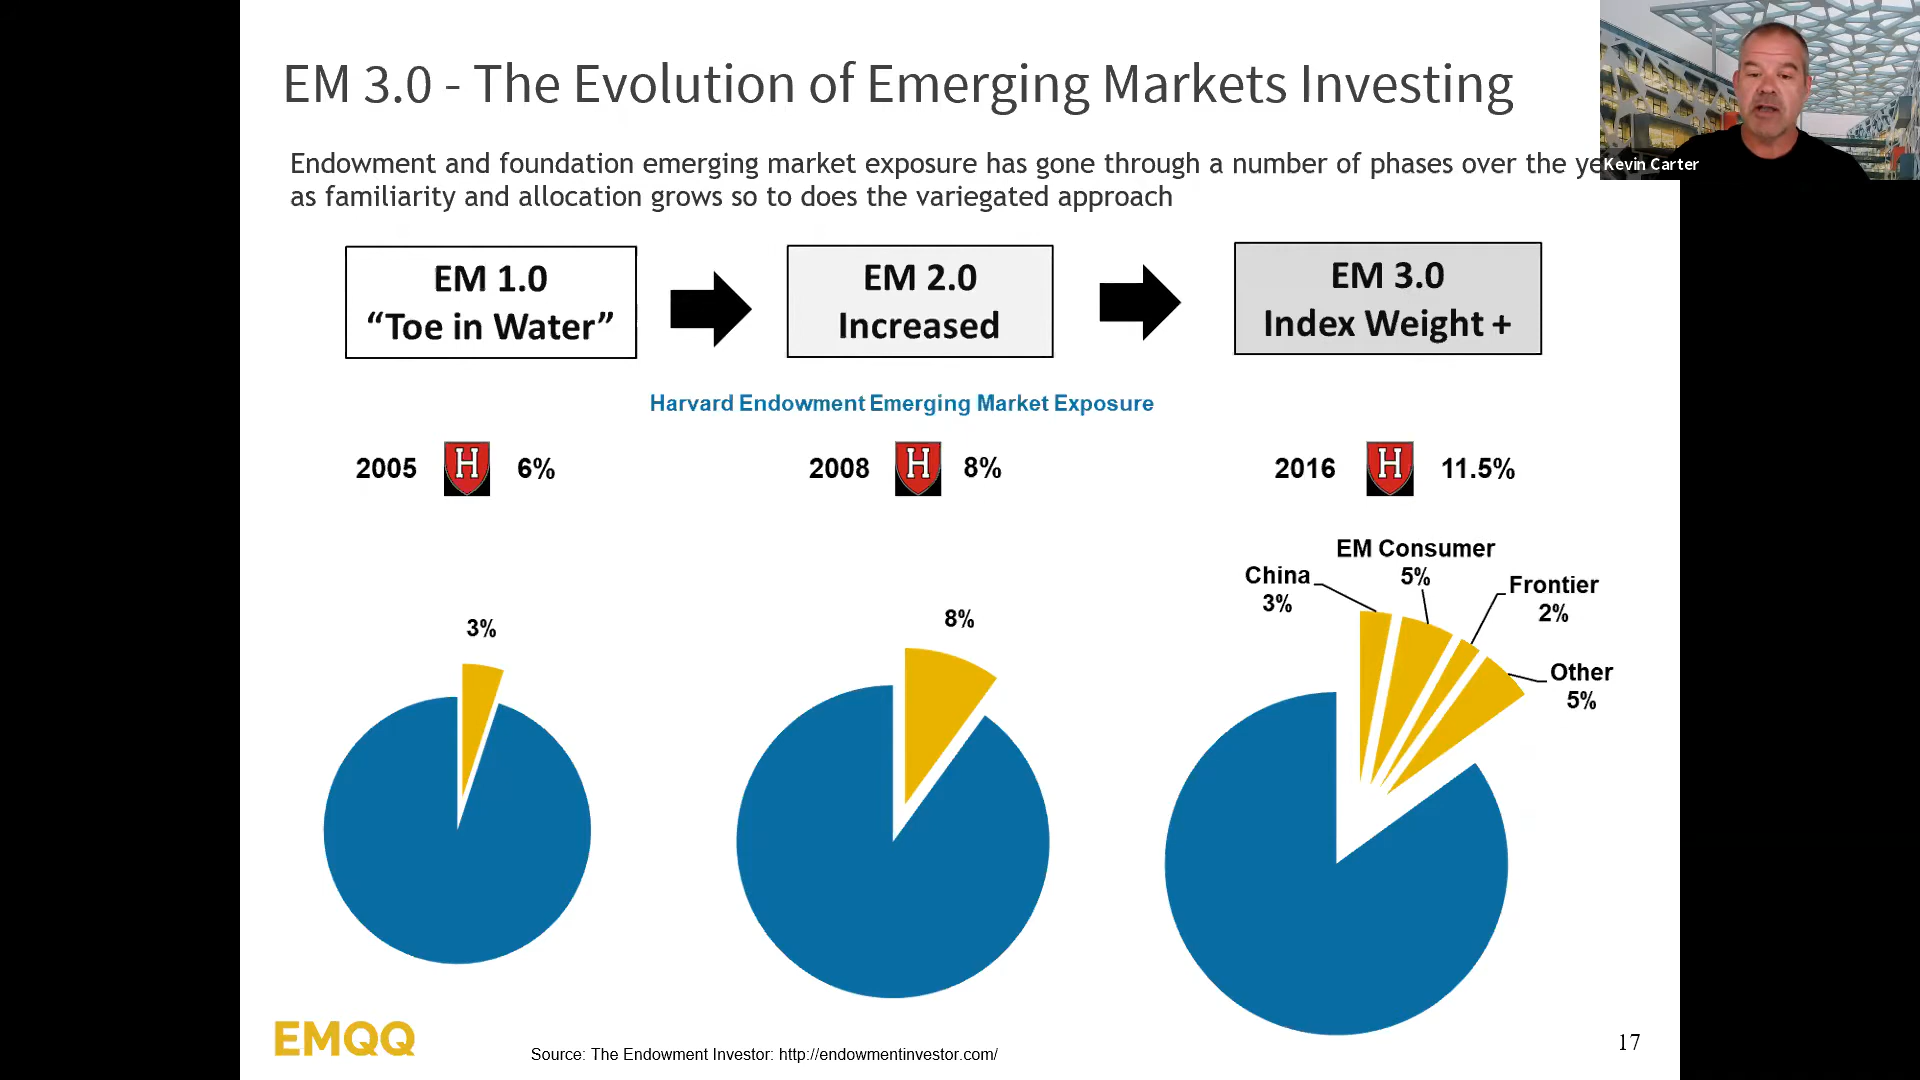 EM 3.0 - The Evolution of Emerging Markets Investing
Kevin Carter
Endowment and foundation emerging market exposure has gone through a number of phases over the ye
as familiarity and allocation grows so to does the variegated approach
EM 1.0
“Toe in Water”
EM 2.0
Increased
EM 3.0
Index Weight +
Harvard Endowment Emerging Market Exposure
2005 H 6%
2008 H 8%
2016 H 11.5%
3%
8%
China
3%
EM Consumer
5%
Frontier
2%
Other
5%
EMQQ
Source: The Endowment Investor: http://endowmentinvestor.com/
17